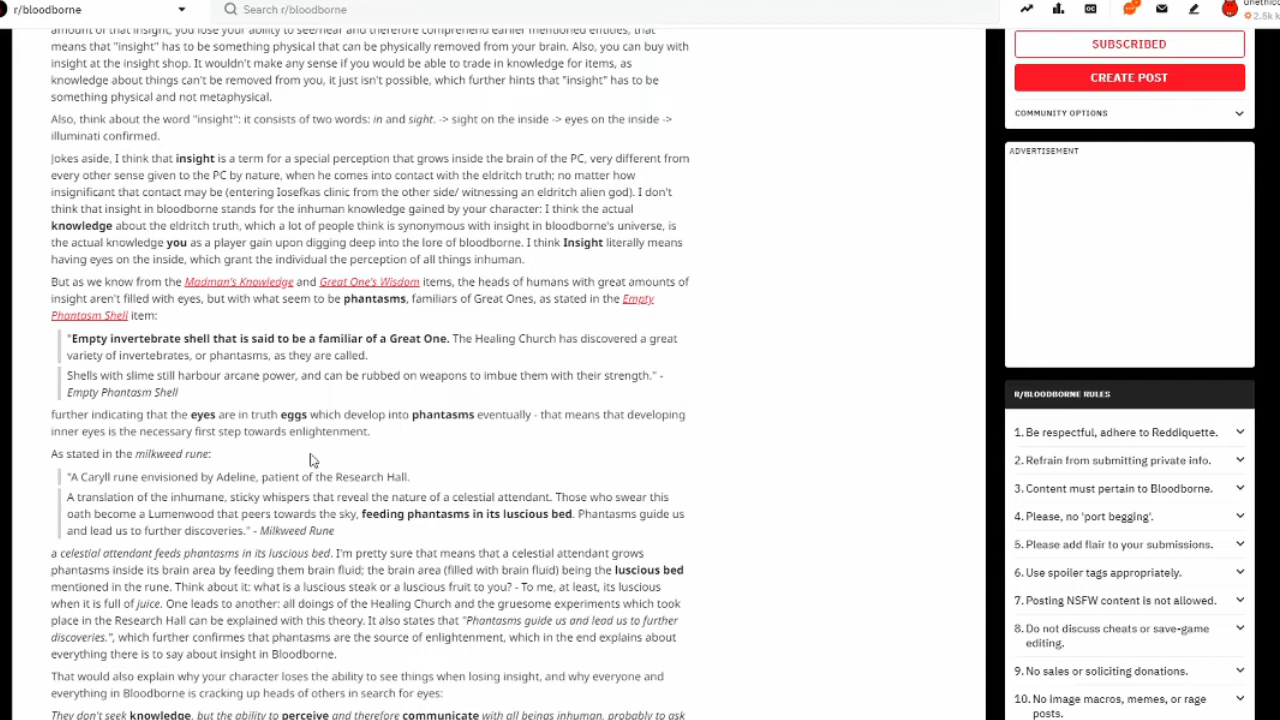 r/bloodborne
Search r/bloodborne
2.5k
amount of that insight, you lose your ability to see/hear and therefore comprehend earlier mentioned entities, that
means that "insight" has to be something physical that can be physically removed from your brain. Also, you can buy with
insight at the insight shop. It wouldn't make any sense if you would be able to trade in knowledge for items, as
knowledge about things can't be removed from you, it just isn't possible, which further hints that "insight" has to be
something physical and not metaphysical.
Also, think about the word "insight": it consists of two words: in and sight. -> sight on the inside -> eyes on the inside ->
illuminati confirmed.
Jokes aside, I think that insight is a term for a special perception that grows inside the brain of the PC, very different from
every other sense given to the PC by nature, when he comes into contact with the eldritch truth; no matter how
insignificant that contact may be (entering Iosefkas clinic from the other side/ witnessing an eldritch alien god). I don't
think that insight in bloodborne stands for the inhuman knowledge gained by your character: I think the actual
knowledge about the eldritch truth, which a lot of people think is synonymous with insight in bloodborne's universe, is
the actual knowledge you as a player gain upon digging deep into the lore of bloodborne. I think Insight literally means
having eyes on the inside, which grant the individual the perception of all things inhuman.
But as we know from the Madman's Knowledge and Great One's Wisdom items, the heads of humans with great amounts of
insight aren't filled with eyes, but with what seem to be phantasms, familiars of Great Ones, as stated in the Empty
Phantasm Shell item:
"Empty invertebrate shell that is said to be a familiar of a Great One. The Healing Church has discovered a great
variety of invertebrates, or phantasms, as they are called.
Shells with slime still harbour arcane power, and can be rubbed on weapons to imbue them with their strength." -
Empty Phantasm Shell
further indicating that the eyes are in truth eggs which develop into phantasms eventually - that means that developing
inner eyes is the necessary first step towards enlightenment.
As stated in the milkweed rune:
"A Caryll rune envisioned by Adeline, patient of the Research Hall.
A translation of the inhumane, sticky whispers that reveal the nature of a celestial attendant. Those who swear this
oath become a Lumenwood that peers towards the sky, feeding phantasms in its luscious bed. Phantasms guide us
and lead us to further discoveries." - Milkweed Rune
a celestial attendant feeds phantasms in its luscious bed. I'm pretty sure that means that a celestial attendant grows
phantasms inside its brain area by feeding them brain fluid; the brain area (filled with brain fluid) being the luscious bed
mentioned in the rune. Think about it: what is a luscious steak or a luscious fruit to you? - To me, at least, its luscious
when it is full of juice. One leads to another: all doings of the Healing Church and the gruesome experiments which took
place in the Research Hall can be explained with this theory. It also states that "Phantasms guide us and lead us to further
discoveries.", which further confirms that phantasms are the source of enlightenment, which in the end explains about
everything there is to say about insight in Bloodborne.
That would also explain why your character loses the ability to see things when losing insight, and why everyone and
everything in Bloodborne is cracking up heads of others in search for eyes:
They don't seek knowledge, but the ability to perceive and therefore communicate with all beings inhuman, probably to ask
SUBSCRIBED
CREATE POST
COMMUNITY OPTIONS
ADVERTISEMENT
R/BLOODBORNE RULES
1. Be respectful, adhere to Reddiquette.
2. Refrain from submitting private info.
3. Content must pertain to Bloodborne.
4. Please, no 'port begging'.
5. Please add flair to your submissions.
6. Use spoiler tags appropriately.
7. Posting NSFW content is not allowed.
8. Do not discuss cheats or save-game
editing.
9. No sales or soliciting donations.
10. No image macros, memes, or rage
posts.